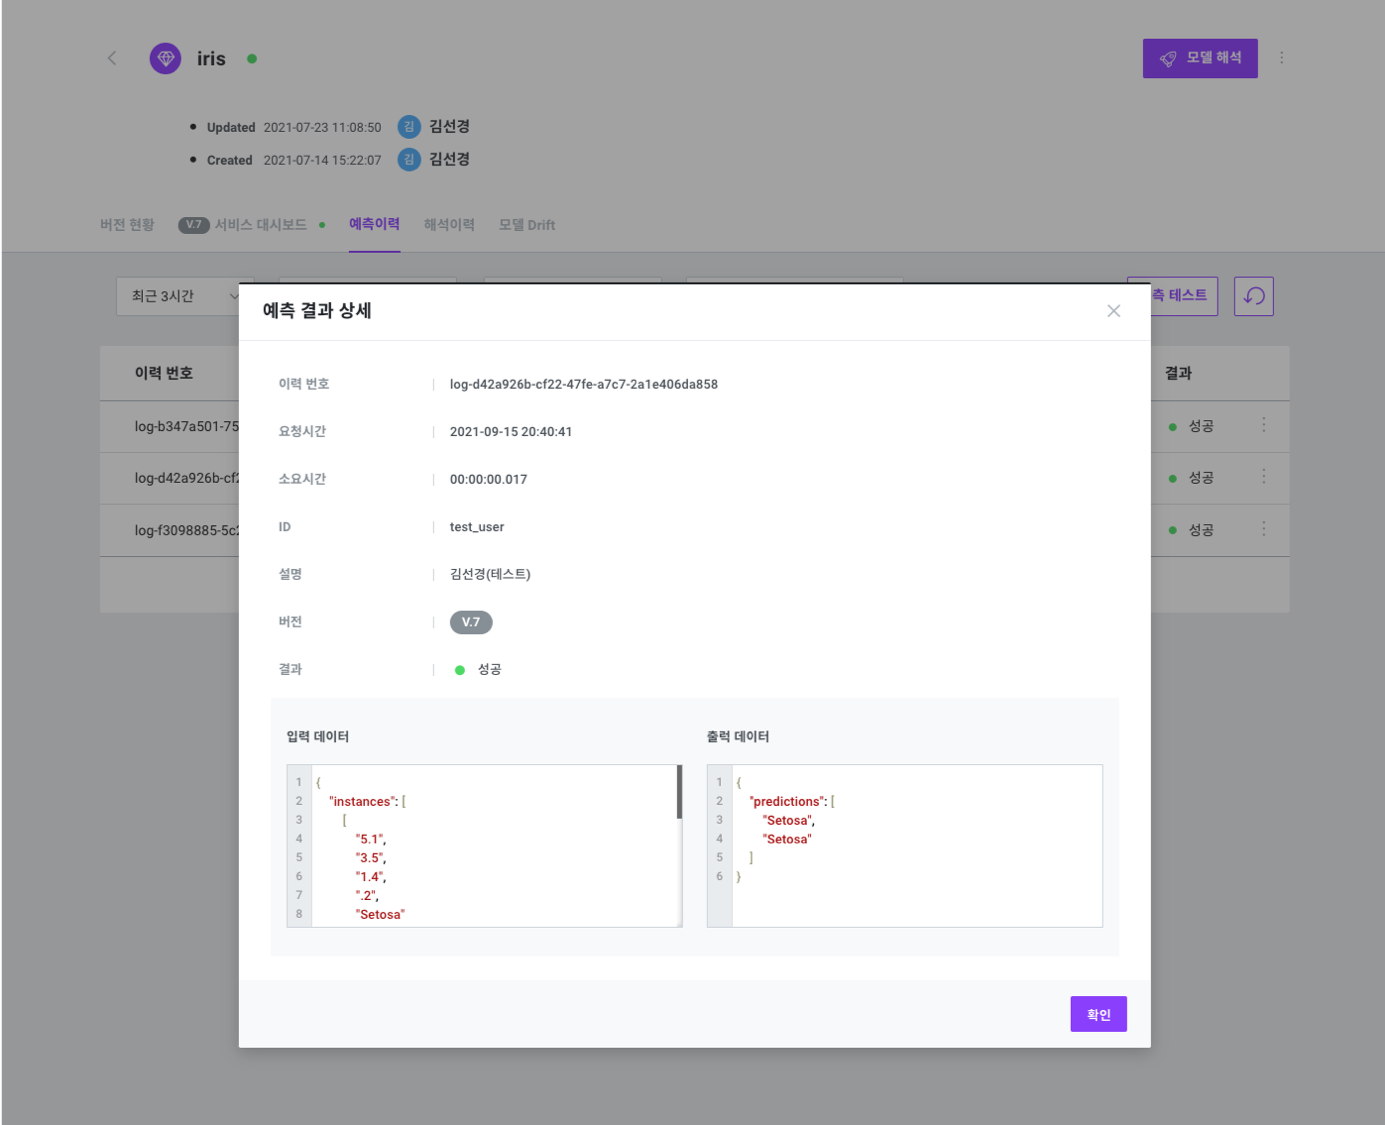 iris
모델 해석
Updated 2021-07-23 11:08:50 김 김선경
Created 2021-07-14 15:22:07 김 김선경
버전 현황 V.7 서비스 대시보드 예측이력 해석이력 모델 Drift
최근 3시간
측 테스트
예측 결과 상세
이력 번호 결과
log-b347a501-75 성공
log-d42a926b-cf2 성공
log-f3098885-5c2 성공
이력 번호 log-d42a926b-cf22-47fe-a7c7-2a1e406da858
요청시간 2021-09-15 20:40:41
소요시간 00:00:00.017
ID test_user
설명 김선경(테스트)
버전 V.7
결과 성공
입력 데이터
1 {
2 "instances": [
3 [
4 "5.1",
5 "3.5",
6 "1.4",
7 ".2",
8 "Setosa"
출력 데이터
1 {
2 "predictions": [
3 "Setosa",
4 "Setosa"
5 ]
6 }
확인